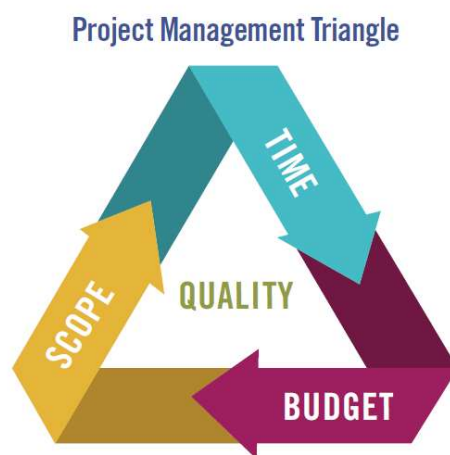 Project Management Triangle
TIME
QUALITY
SCOPE
BUDGET